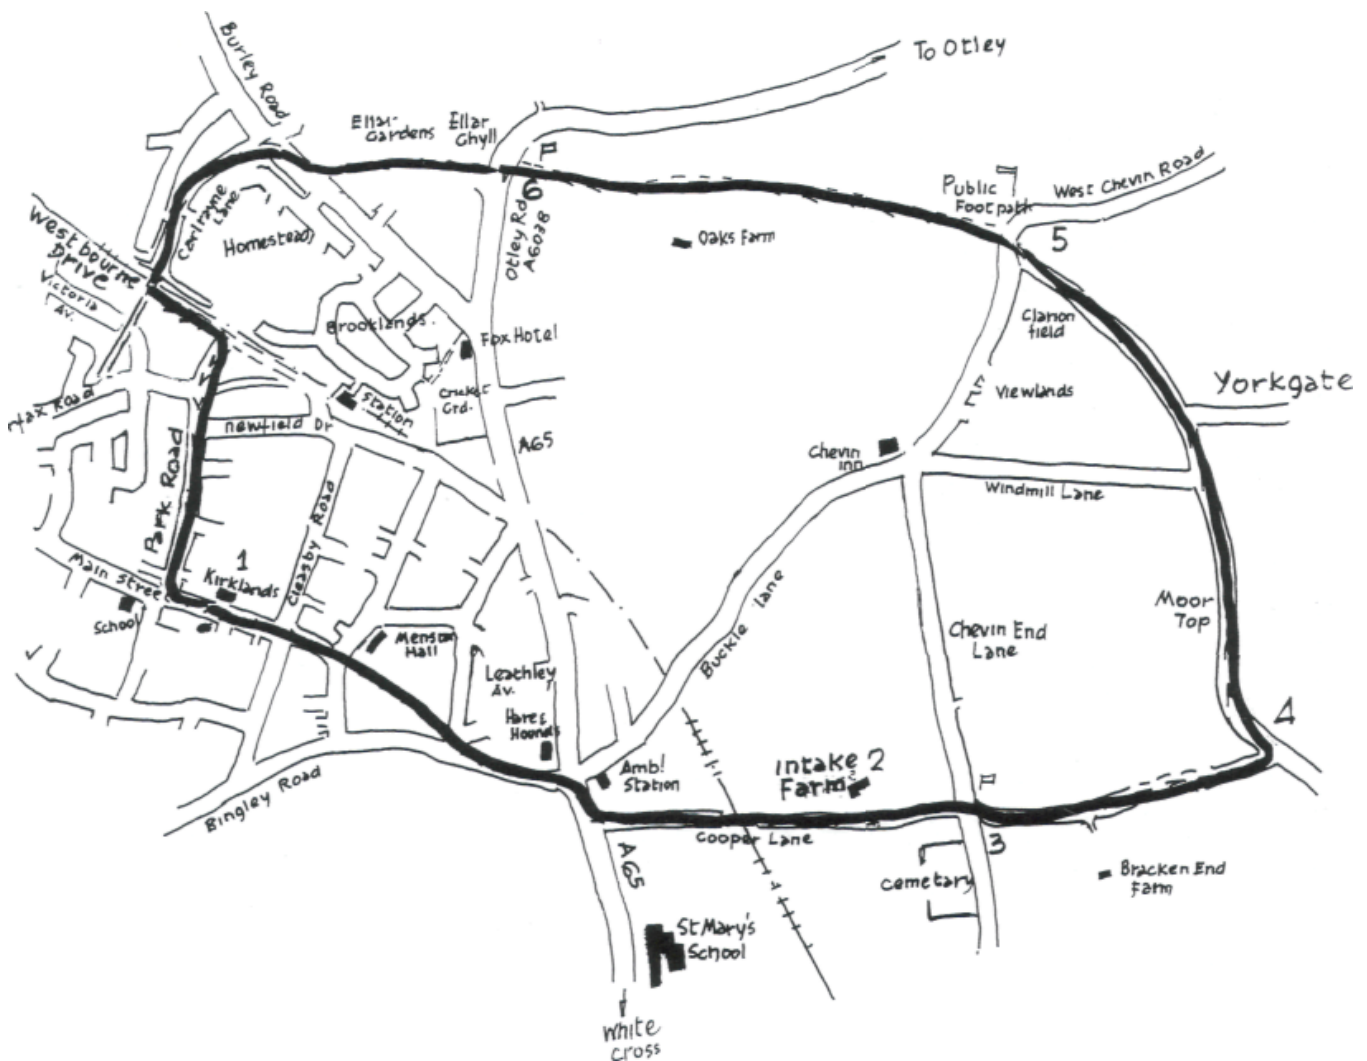 To Otley
Burley Road
Ellar
Gardens
Ellar
Ghyll
Public
Footpath
West Chevin Road
6
Otley Rd
A6038
Carlrayne
Lane
Westbourne
Drive
Homestead
Oaks Farm
5
Victoria
Av.
Clarion
field
Brooklands.
Fox Hotel
Yorkgate
Station
Cricket
Grd.
Viewlands
Road
Newfield Dr
A65
Chevin
inn
Windmill Lane
Park Road
Cleasby Road
1
Kirklands
Main Street
School
Buckle lane
Moor
Top
Chevin End
Lane
Menston
Hall
Leathley
Av.
Hares
Hounds
4
Amb!
Station
intake 2
Farm
Bingley Road
Cooper Lane
3
A65
Cemetary
Bracken End
Farm
St Mary's
School
White
Cross